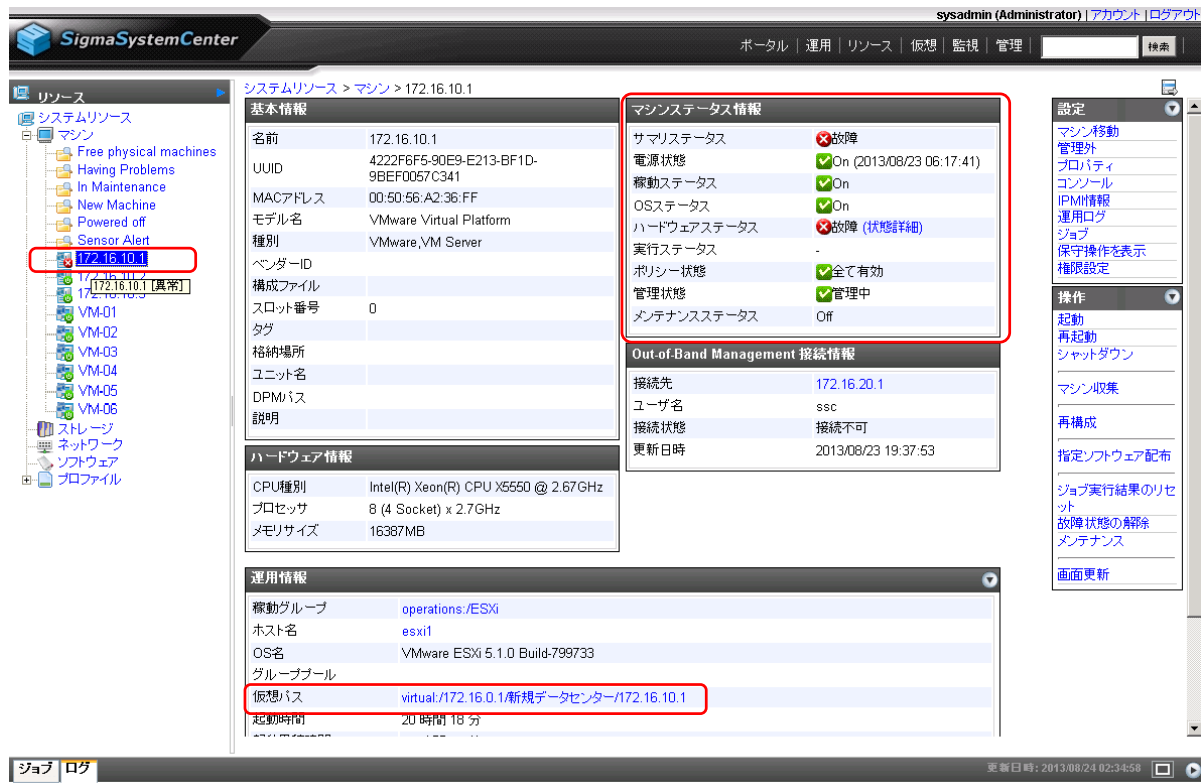 sysadmin (Administrator) | アカウント | ログアウト
SigmaSystemCenter
ポータル | 運用 | リソース | 仮想 | 監視 | 管理 | 検索
リソース
システムリソース
マシン
Free physical machines
Having Problems
In Maintenance
New Machine
Powered off
Sensor Alert
172.16.10.1
172.16.10.2
172.16.10.1 [異常]
172.16.10.3
VM-01
VM-02
VM-03
VM-04
VM-05
VM-06
ストレージ
ネットワーク
ソフトウェア
プロファイル
システムリソース > マシン > 172.16.10.1
基本情報
名前 172.16.10.1
UUID 4222F6F5-90E9-E213-BF1D-
9BEF0057C341
MACアドレス 00:50:56:A2:36:FF
モデル名 VMware Virtual Platform
種別 VMware,VM Server
ベンダーID
構成ファイル
スロット番号 0
タグ
格納場所
ユニット名
DPMパス
説明
ハードウェア情報
CPU種別 Intel(R) Xeon(R) CPU X5550 @ 2.67GHz
プロセッサ 8 (4 Socket) x 2.7GHz
メモリサイズ 16387MB
マシンステータス情報
サマリステータス 故障
電源状態 On (2013/08/23 06:17:41)
稼動ステータス On
OSステータス On
ハードウェアステータス 故障 (状態詳細)
実行ステータス -
ポリシー状態 全て有効
管理状態 管理中
メンテナンスステータス Off
Out-of-Band Management 接続情報
接続先 172.16.20.1
ユーザ名 ssc
接続状態 接続不可
更新日時 2013/08/23 19:37:53
運用情報
稼動グループ operations:/ESXi
ホスト名 esxi1
OS名 VMware ESXi 5.1.0 Build-799733
グループプール
仮想パス virtual:/172.16.0.1/新規データセンター/172.16.10.1
起動時間 20 時間 18 分
設定
マシン移動
管理外
プロパティ
コンソール
IPMI情報
運用ログ
ジョブ
保守操作を表示
権限設定
操作
起動
再起動
シャットダウン
マシン収集
再構成
指定ソフトウェア配布
ジョブ実行結果のリセ
ット
故障状態の解除
メンテナンス
画面更新
ジョブ ログ
更新日時: 2013/08/24 02:34:58